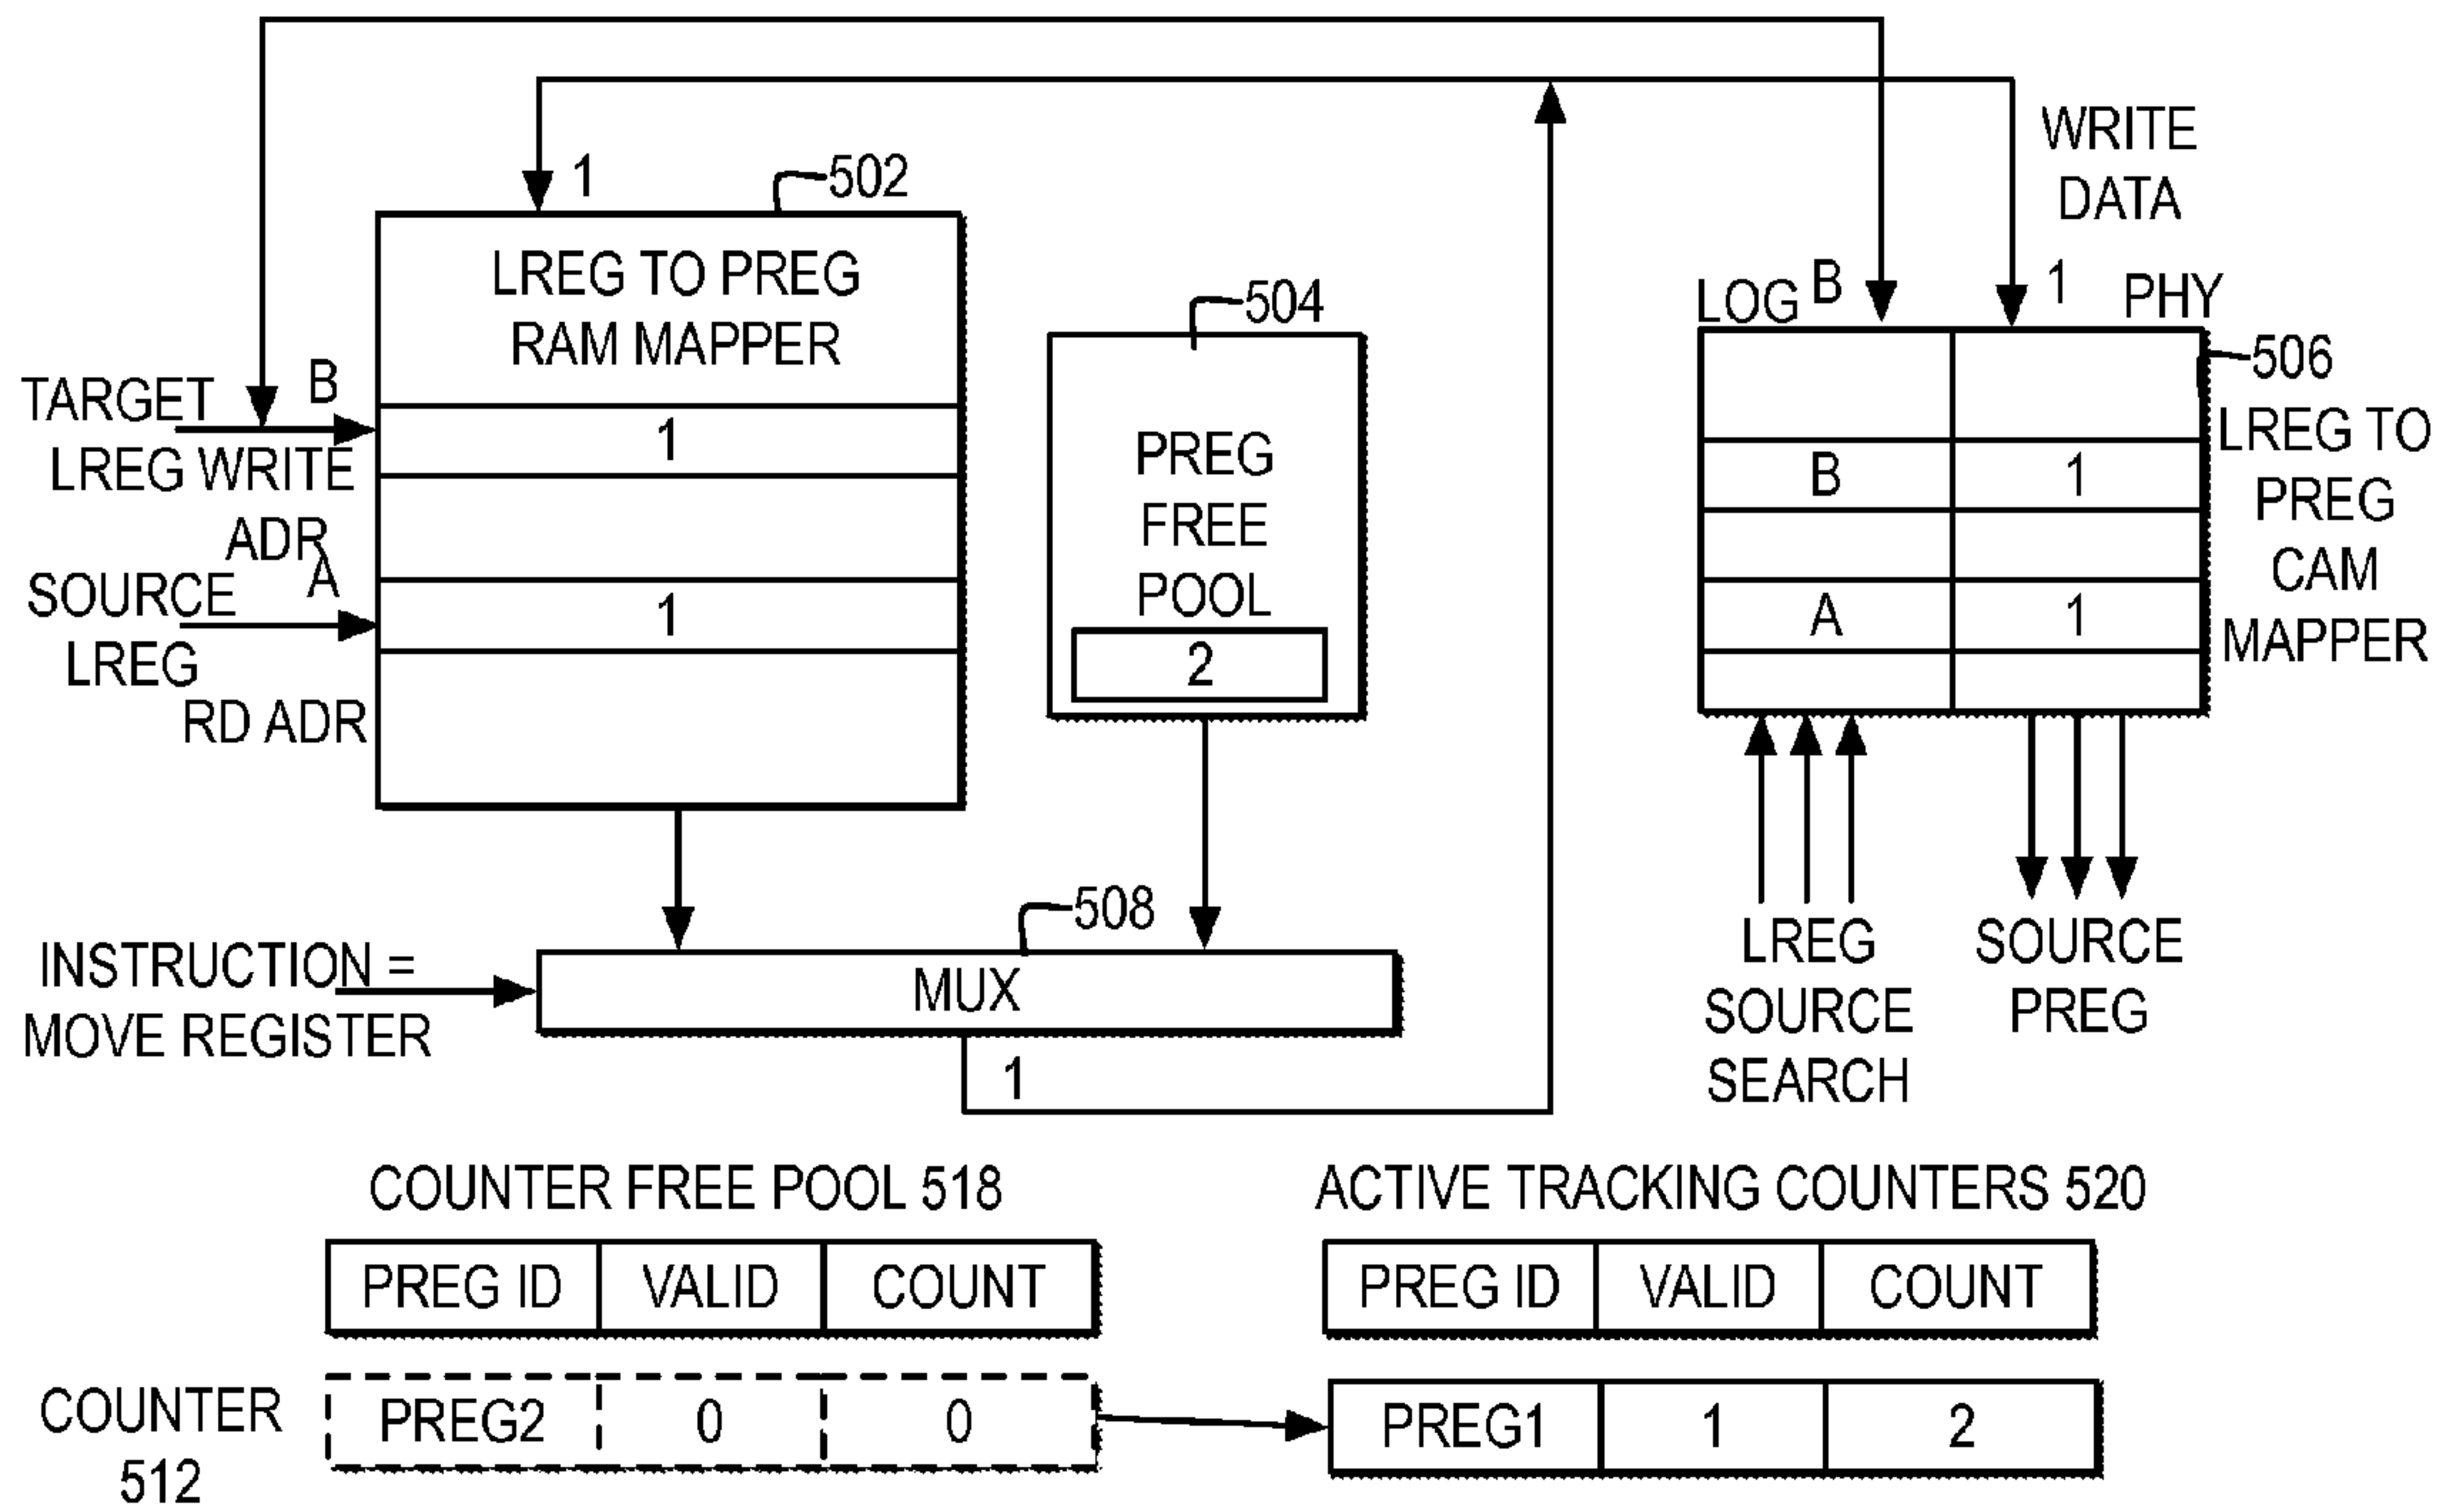 1
502
WRITE
DATA
LREG TO PREG
RAM MAPPER
504
LOG B
1 PHY
506
TARGET B
LREG WRITE
ADR
1
A
SOURCE
LREG
RD ADR
1
PREG
FREE
POOL
2
B 1
A 1
LREG TO
PREG
CAM
MAPPER
LREG
SOURCE
SEARCH
SOURCE
PREG
508
INSTRUCTION =
MOVE REGISTER
MUX
1
COUNTER FREE POOL 518
PREG ID VALID COUNT
COUNTER
512
PREG2 0 0
ACTIVE TRACKING COUNTERS 520
PREG ID VALID COUNT
PREG1 1 2